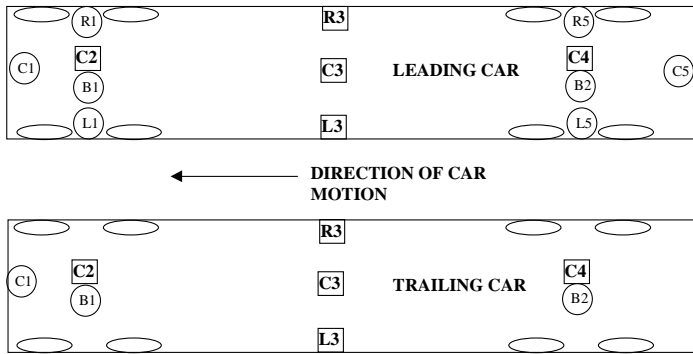 R1 R3 R5
C1 C2 C3 LEADING CAR C4 C5
B1 B2
L1 L3 L5
DIRECTION OF CAR
MOTION
R3
C1 C2 C3 TRAILING CAR C4
B1 B2
L3